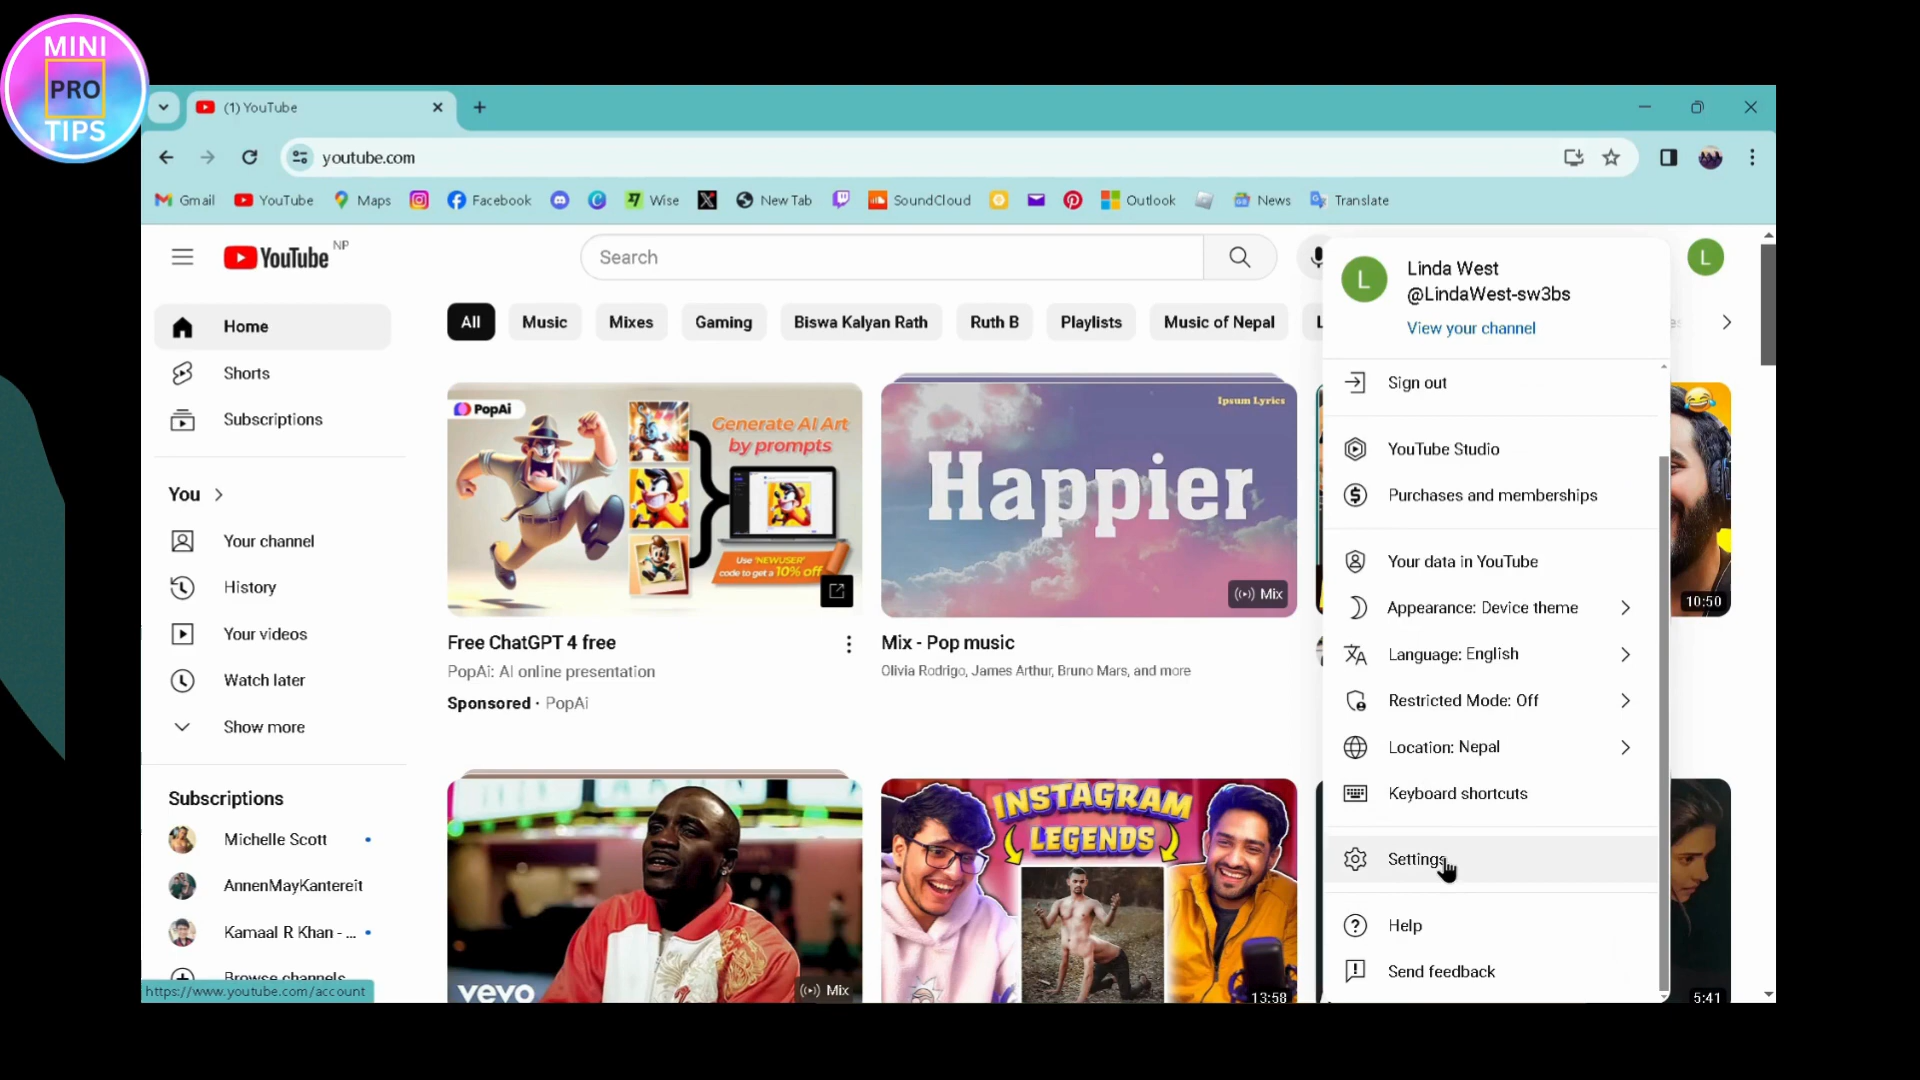 MINI
PRO
TIPS
(1) YouTube
youtube.com
Gmail
YouTube
Maps
Facebook
Wise
New Tab
SoundCloud
Outlook
News
Translate
YouTube NP
Search
L
Home
Shorts
Subscriptions
You
Your channel
History
Your videos
Watch later
Show more
Subscriptions
Michelle Scott
AnnenMayKantereit
Kamaal R Khan - ...
Browse channels
https://www.youtube.com/account
All
Music
Mixes
Gaming
Biswa Kalyan Rath
Ruth B
Playlists
Music of Nepal
PopAi
Generate AI Art
by prompts
Use 'NEWUSER'
code to get a 10% off
Free ChatGPT 4 free
PopAi: AI online presentation
Sponsored · PopAi
Ipsum Lyrics
Happier
Mix
Mix - Pop music
Olivia Rodrigo, James Arthur, Bruno Mars, and more
10:50
vevo
Mix
INSTAGRAM
LEGENDS
13:58
5:41
L
Linda West
@LindaWest-sw3bs
View your channel
Sign out
YouTube Studio
Purchases and memberships
Your data in YouTube
Appearance: Device theme
Language: English
Restricted Mode: Off
Location: Nepal
Keyboard shortcuts
Settings
Help
Send feedback